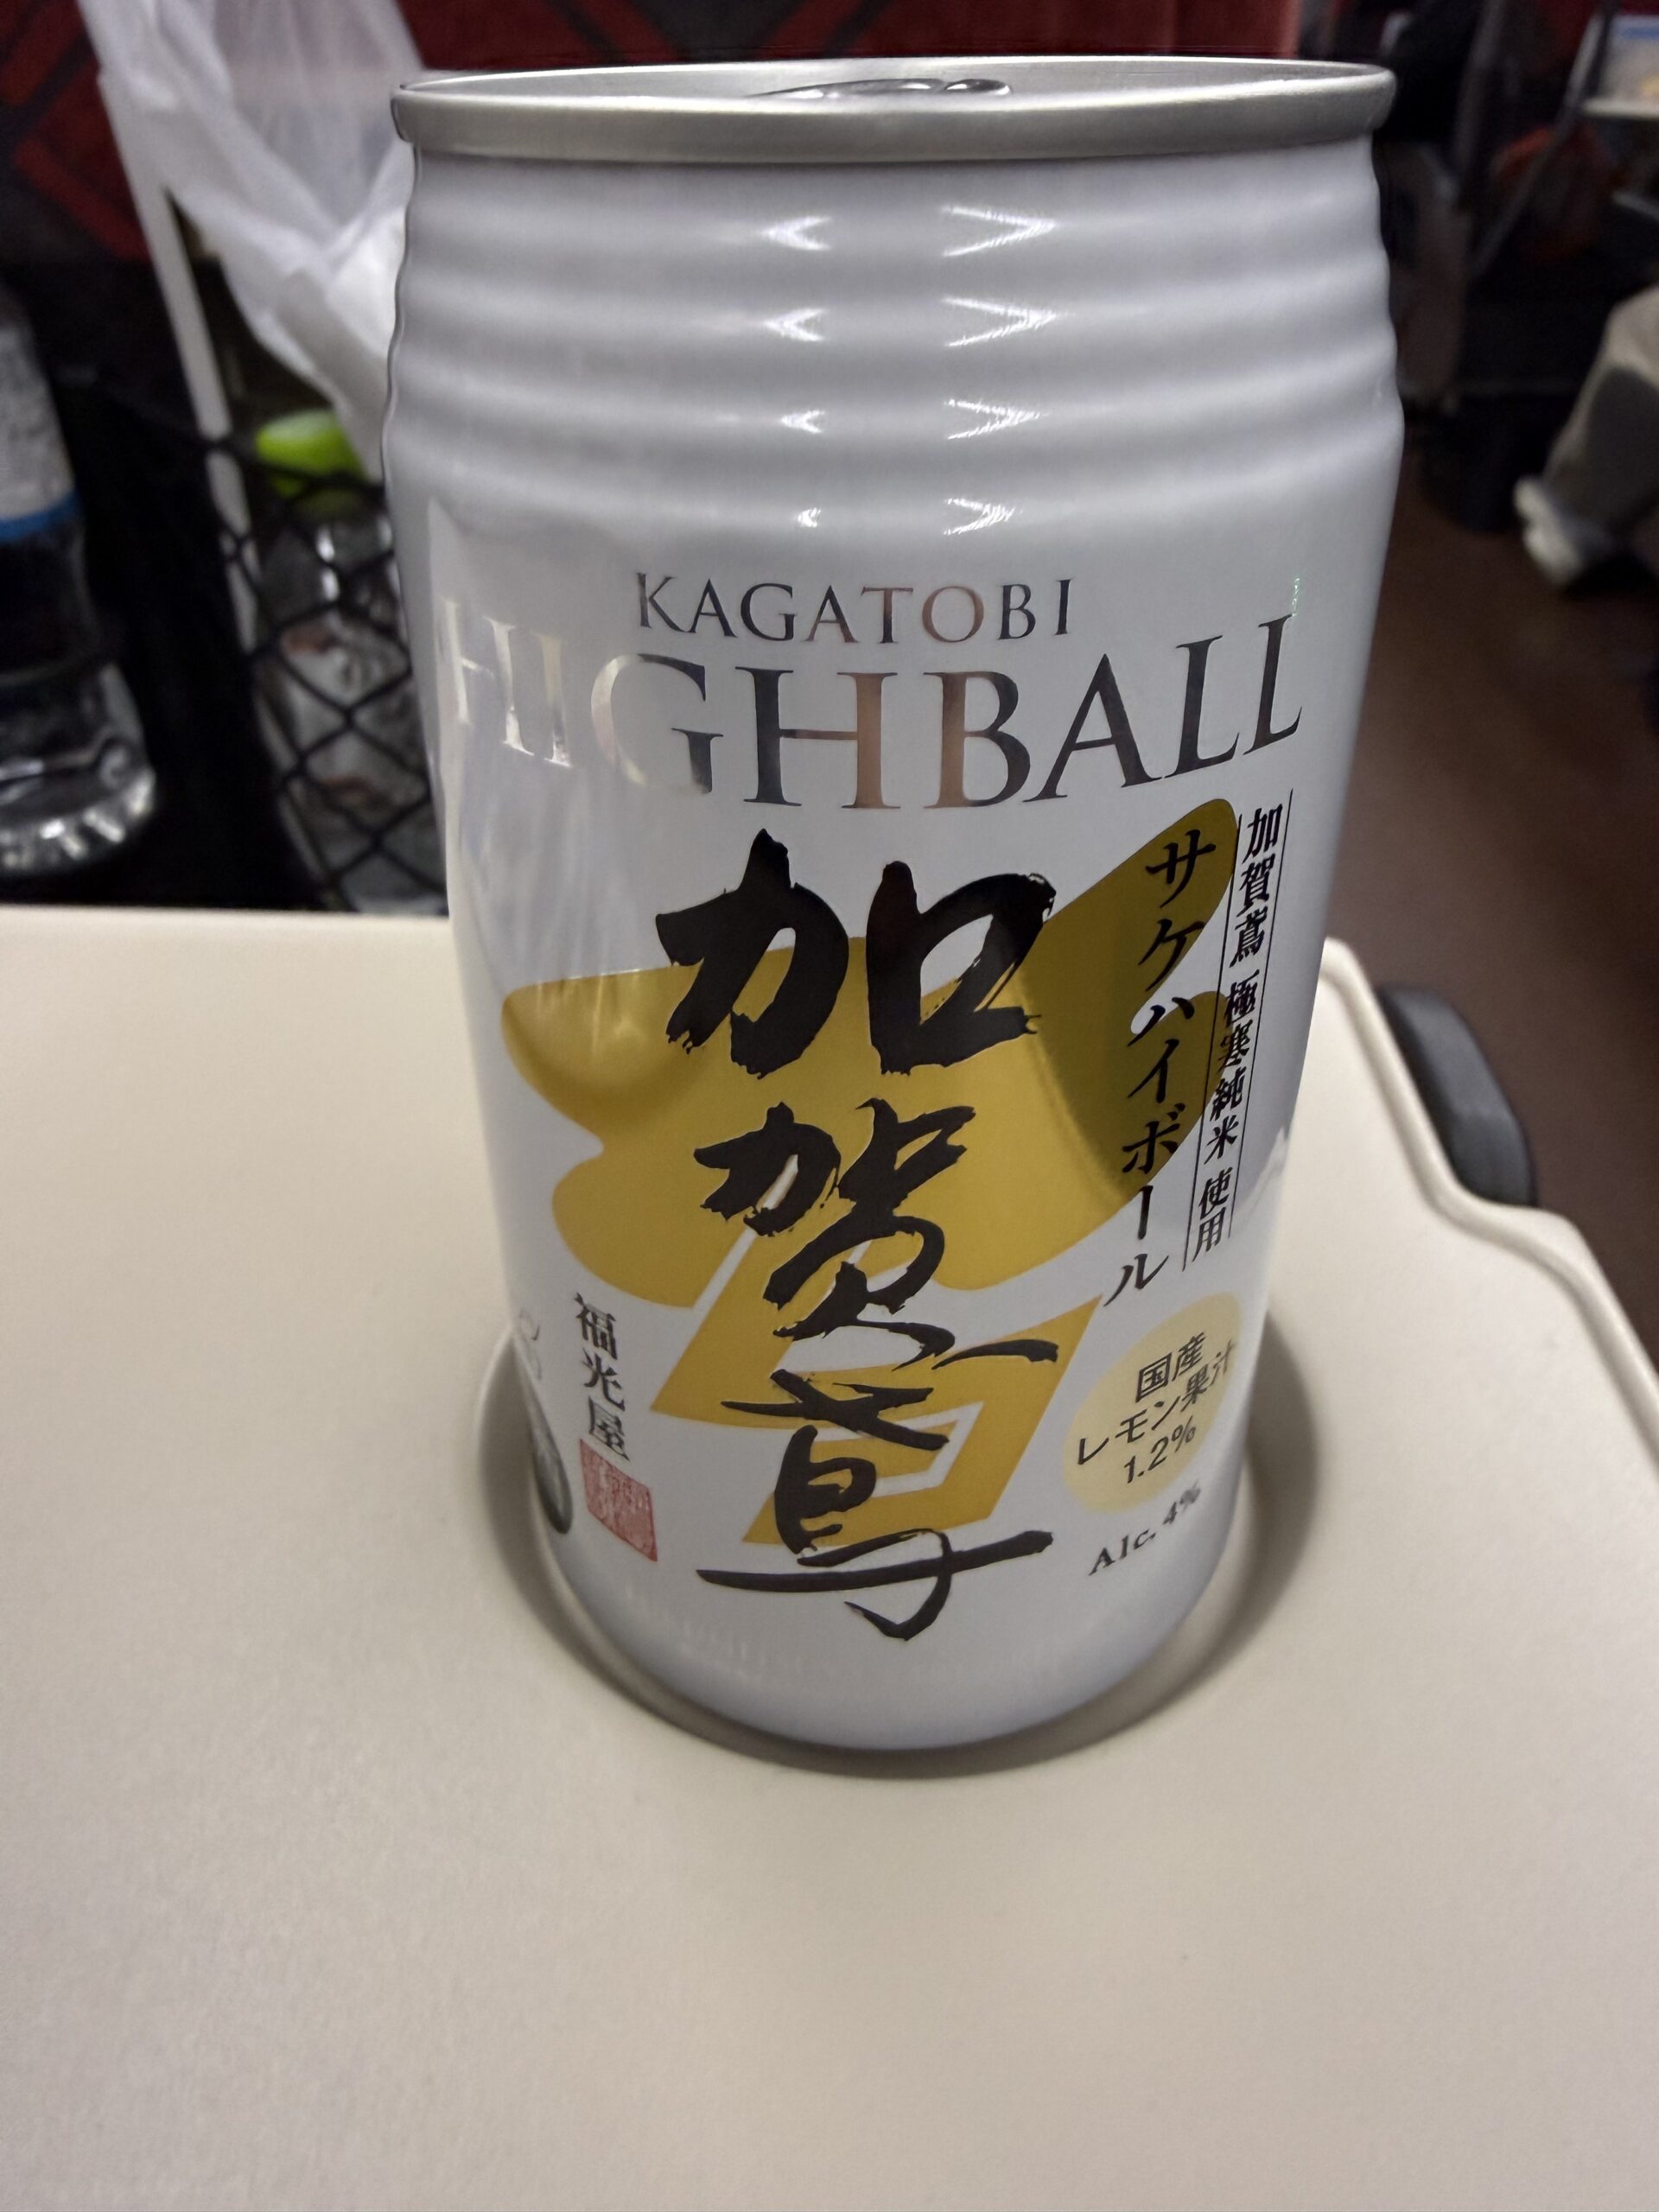 KAGATOBI
HIGHBALL
加賀鳶
サケハイボール
加賀鳶 極寒純米 使用
福光屋
国産
レモン果汁
1.2%
Alc. 4%